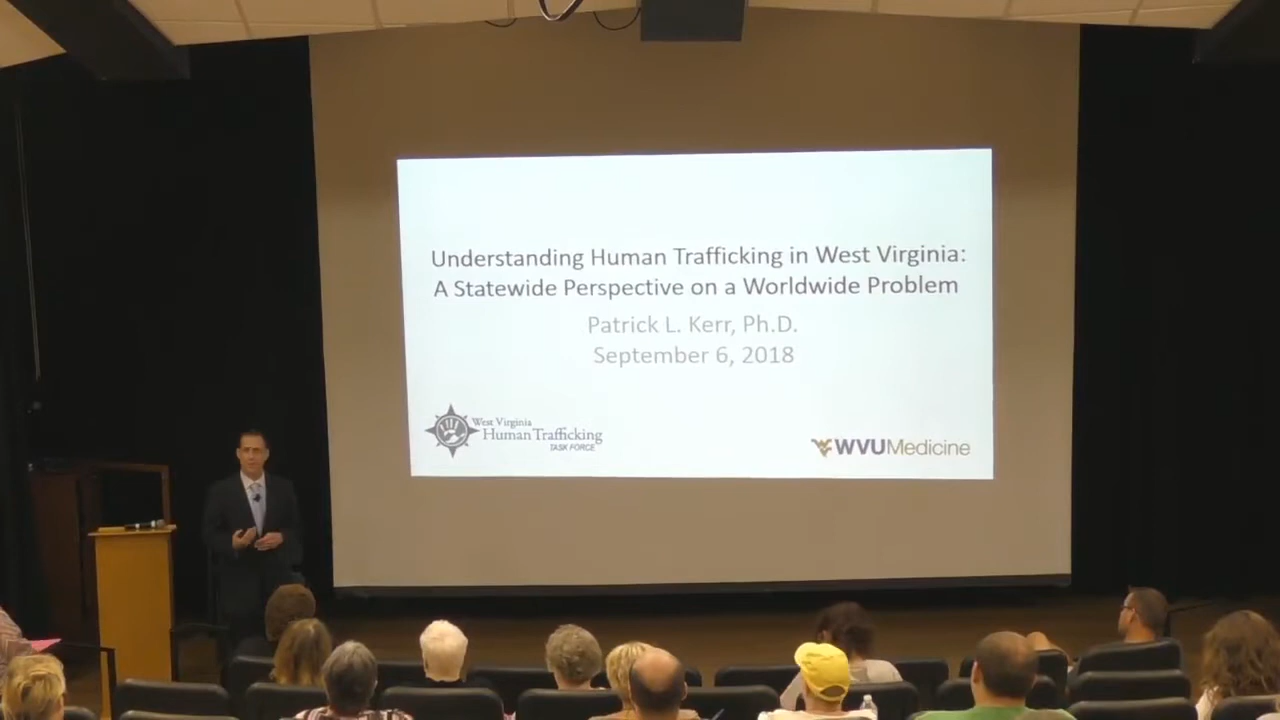 Understanding Human Trafficking in West Virginia:
A Statewide Perspective on a Worldwide Problem
Patrick L. Kerr, Ph.D.
September 6, 2018
West Virginia
Human Trafficking
TASK FORCE
WVUMedicine